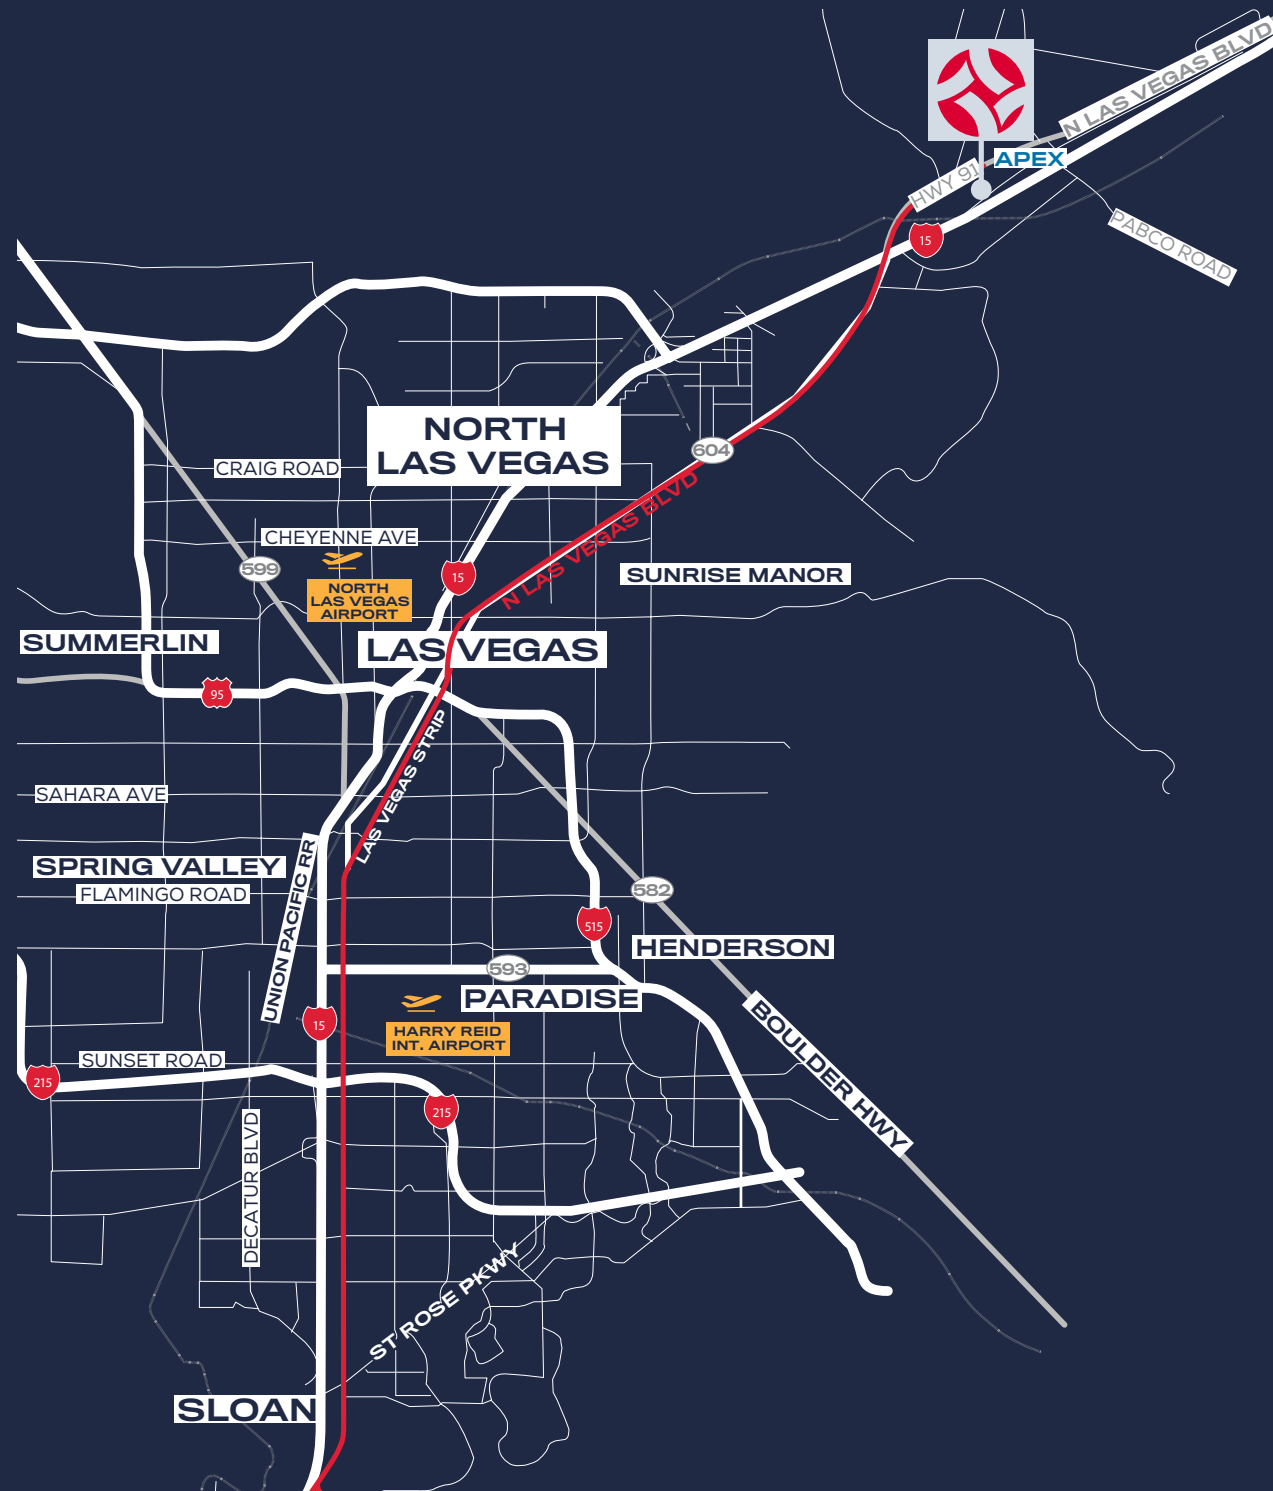 N LAS VEGAS BLVD
APEX
HWY 91
15
PABCO ROAD
NORTH
LAS VEGAS
604
CRAIG ROAD
N LAS VEGAS BLVD
CHEYENNE AVE
599
15
NORTH
LAS VEGAS
AIRPORT
SUNRISE MANOR
SUMMERLIN
LAS VEGAS
95
LAS VEGAS STRIP
SAHARA AVE
SPRING VALLEY
FLAMINGO ROAD
UNION PACIFIC RR
582
515
HENDERSON
593
PARADISE
15
HARRY REID
INT. AIRPORT
BOULDER HWY
SUNSET ROAD
215
215
DECATUR BLVD
ST ROSE PKWY
SLOAN